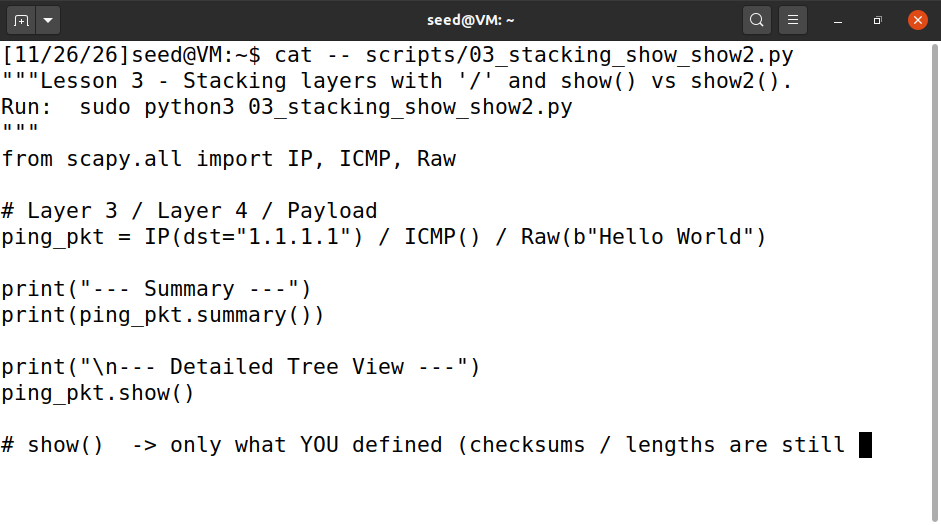 seed@VM: ~
[11/26/26]seed@VM:~$ cat -- scripts/03_stacking_show_show2.py
"""Lesson 3 - Stacking layers with '/' and show() vs show2().
Run:  sudo python3 03_stacking_show_show2.py
"""
from scapy.all import IP, ICMP, Raw

# Layer 3 / Layer 4 / Payload
ping_pkt = IP(dst="1.1.1.1") / ICMP() / Raw(b"Hello World")

print("--- Summary ---")
print(ping_pkt.summary())

print("\n--- Detailed Tree View ---")
ping_pkt.show()

# show()  -> only what YOU defined (checksums / lengths are still